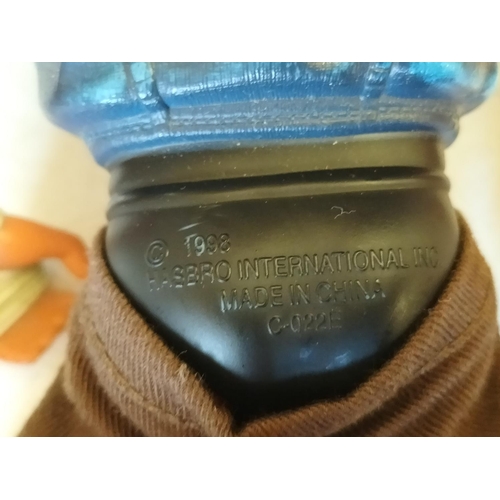 © 1998
HASBRO INTERNATIONAL INC
MADE IN CHINA
C-022E